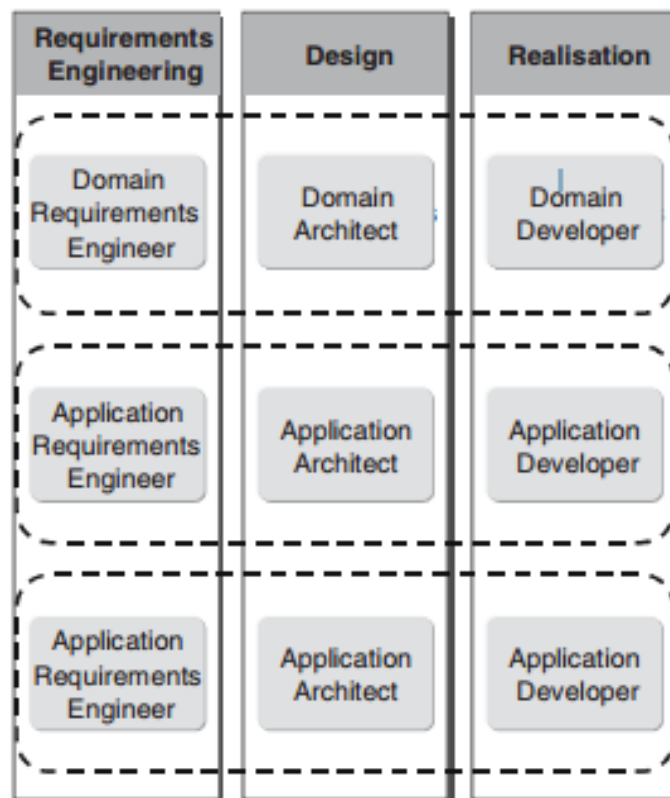 Requirements
Engineering
Design
Realisation
Domain
Requirements
Engineer
Domain
Architect
Domain
Developer
Application
Requirements
Engineer
Application
Architect
Application
Developer
Application
Requirements
Engineer
Application
Architect
Application
Developer